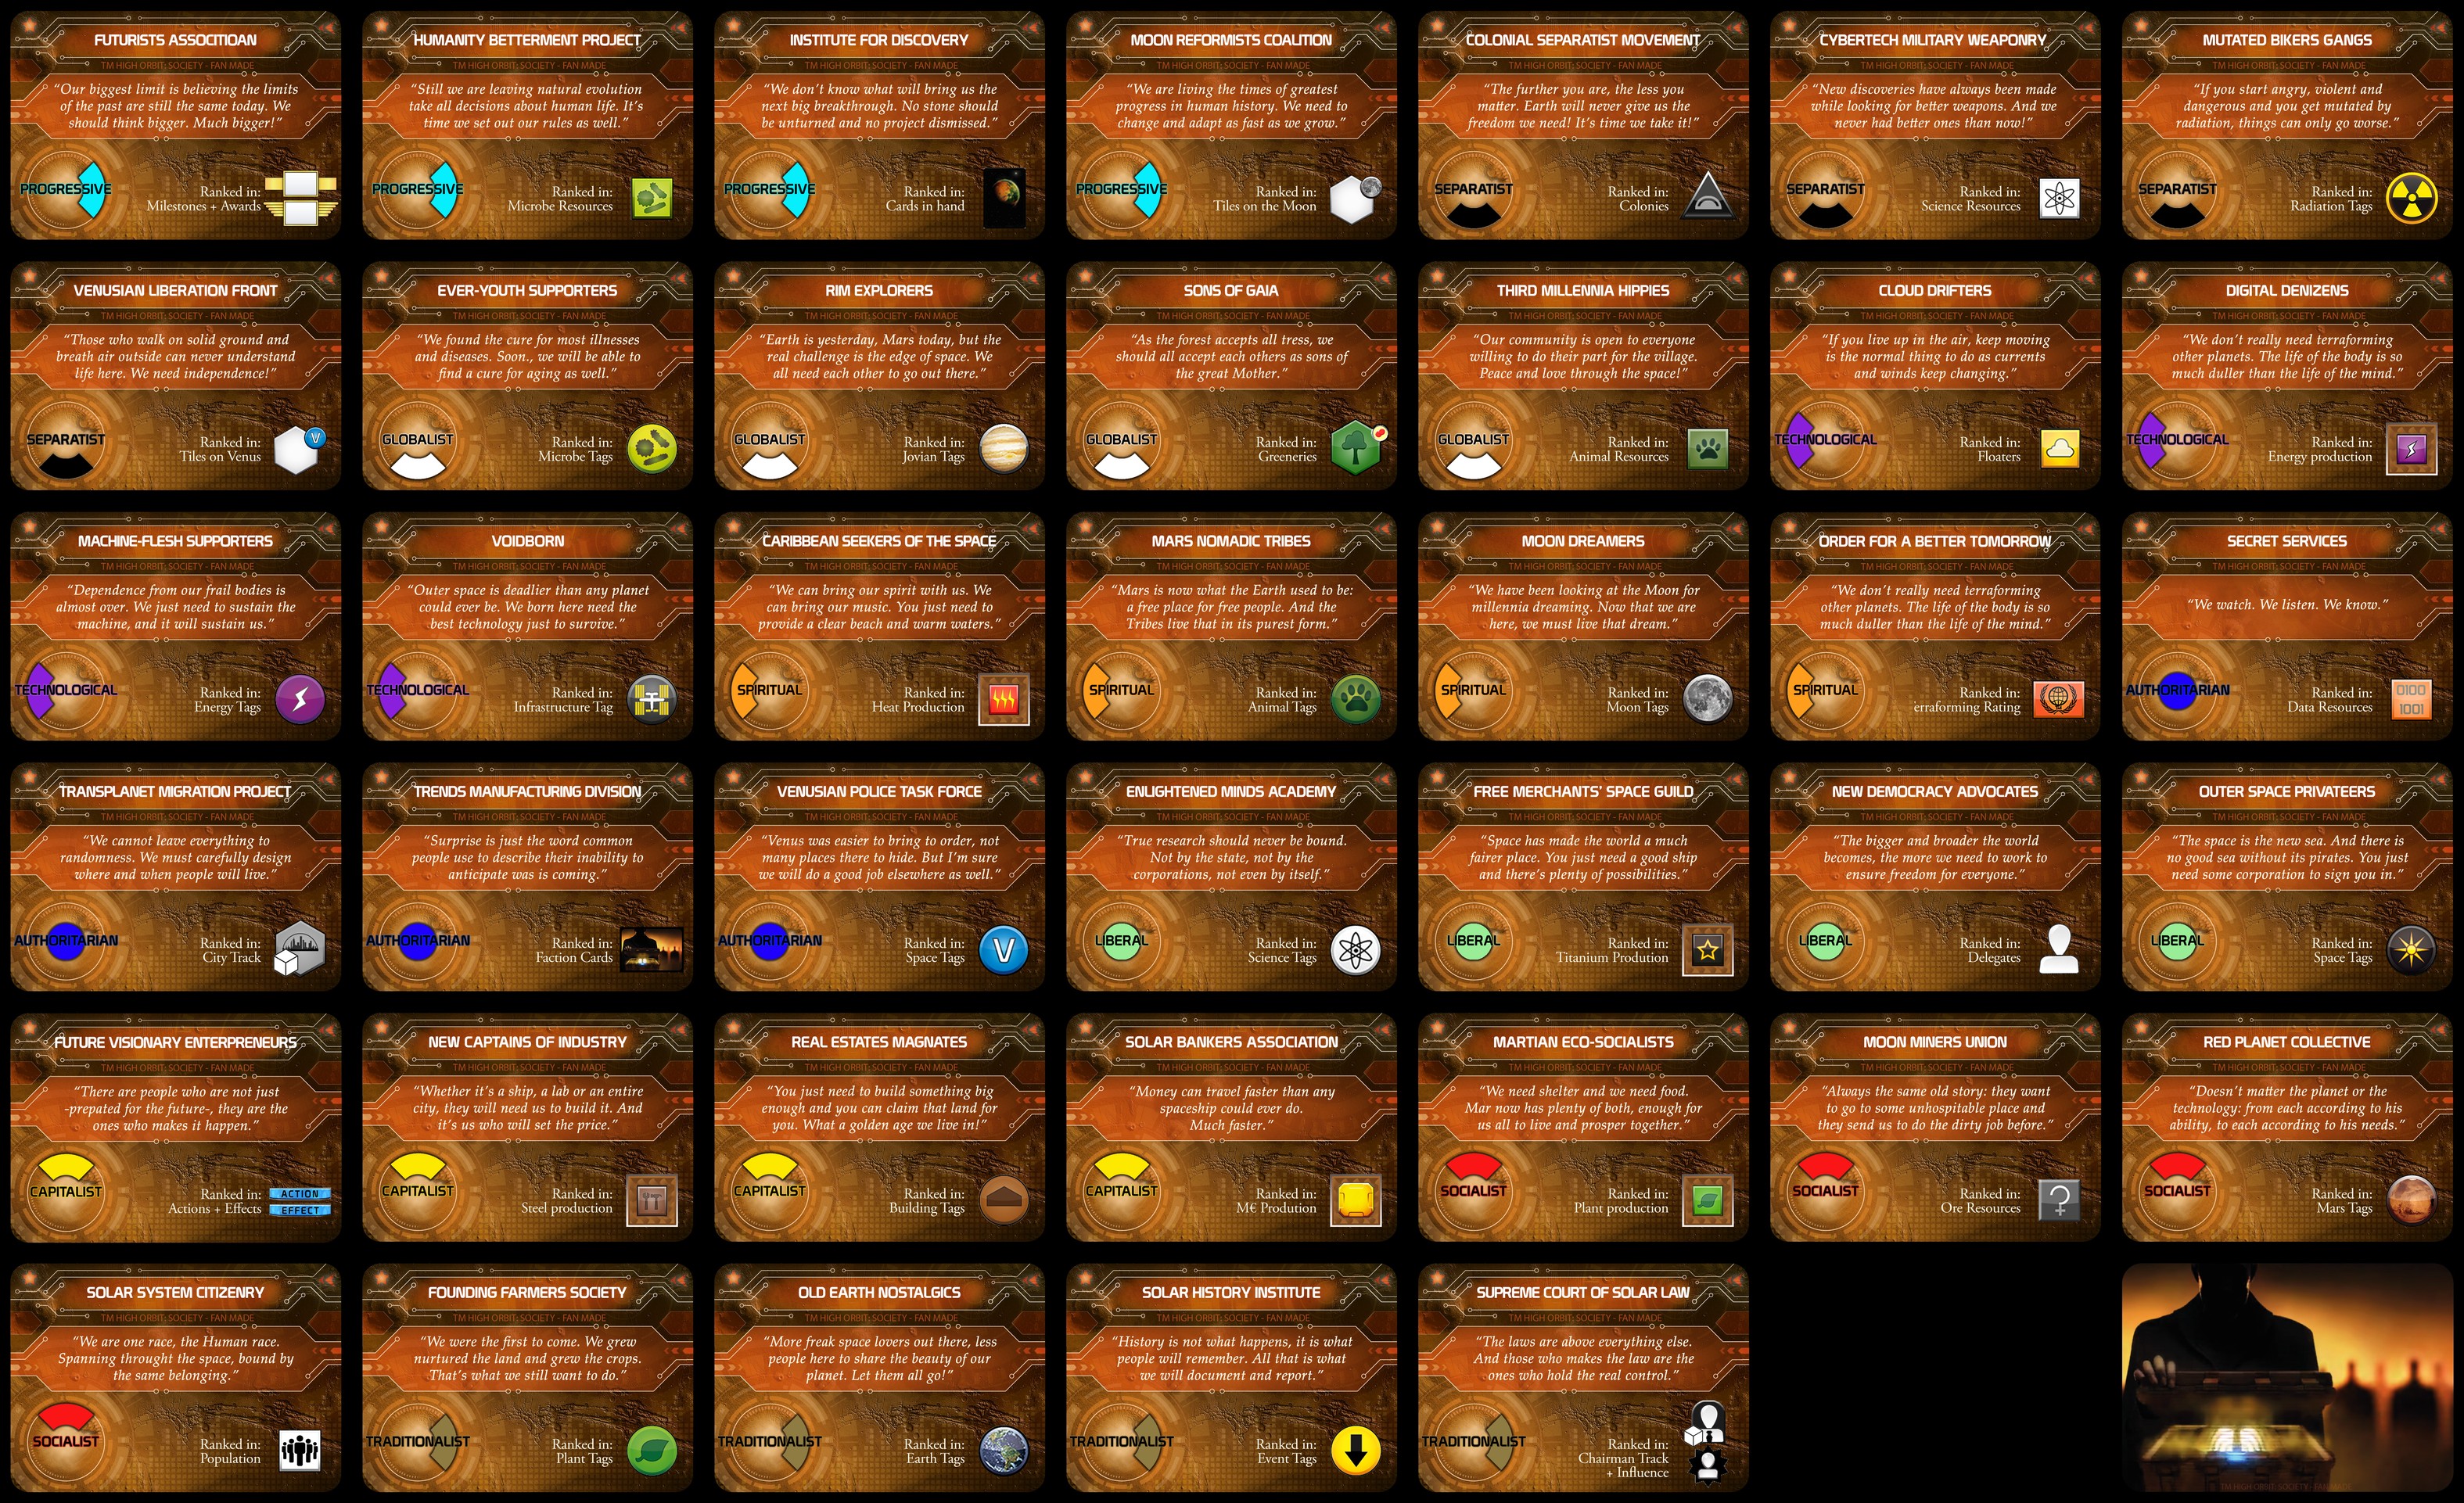 FUTURISTS ASSOCITIOAN
TM HIGH ORBIT: SOCIETY - FAN MADE
“Our biggest limit is believing the limits
of the past are still the same today. We
should think bigger. Much bigger!”
PROGRESSIVE
Ranked in:
Milestones + Awards
HUMANITY BETTERMENT PROJECT
TM HIGH ORBIT: SOCIETY - FAN MADE
“Still we are leaving natural evolution
take all decisions about human life. It’s
time we set out our rules as well.”
PROGRESSIVE
Ranked in:
Microbe Resources
INSTITUTE FOR DISCOVERY
TM HIGH ORBIT: SOCIETY - FAN MADE
“We don’t know what will bring us the
next big breakthrough. No stone should
be unturned and no project dismissed.”
PROGRESSIVE
Ranked in:
Cards in hand
MOON REFORMISTS COALITION
TM HIGH ORBIT: SOCIETY - FAN MADE
“We are living the times of greatest
progress in human history. We need to
change and adapt as fast as we grow.”
PROGRESSIVE
Ranked in:
Tiles on the Moon
COLONIAL SEPARATIST MOVEMENT
TM HIGH ORBIT: SOCIETY - FAN MADE
“The further you are, the less you
matter. Earth will never give us the
freedom we need! It’s time we take it!”
SEPARATIST
Ranked in:
Colonies
CYBERTECH MILITARY WEAPONRY
TM HIGH ORBIT: SOCIETY - FAN MADE
“New discoveries have always been made
while looking for better weapons. And we
never had better ones than now!”
SEPARATIST
Ranked in:
Science Resources
MUTATED BIKERS GANGS
TM HIGH ORBIT: SOCIETY - FAN MADE
“If you start angry, violent and
dangerous and you get mutated by
radiation, things can only go worse.”
SEPARATIST
Ranked in:
Radiation Tags
VENUSIAN LIBERATION FRONT
TM HIGH ORBIT: SOCIETY - FAN MADE
“Those who walk on solid ground and
breath air outside can never understand
life here. We need independence!”
SEPARATIST
Ranked in:
Tiles on Venus
V
EVER-YOUTH SUPPORTERS
TM HIGH ORBIT: SOCIETY - FAN MADE
“We found the cure for most illnesses
and diseases. Soon., we will be able to
find a cure for aging as well.”
GLOBALIST
Ranked in:
Microbe Tags
RIM EXPLORERS
TM HIGH ORBIT: SOCIETY - FAN MADE
“Earth is yesterday, Mars today, but the
real challenge is the edge of space. We
all need each other to go out there.”
GLOBALIST
Ranked in:
Jovian Tags
SONS OF GAIA
TM HIGH ORBIT: SOCIETY - FAN MADE
“As the forest accepts all tress, we
should all accept each others as sons of
the great Mother.”
GLOBALIST
Ranked in:
Greeneries
THIRD MILLENNIA HIPPIES
TM HIGH ORBIT: SOCIETY - FAN MADE
“Our community is open to everyone
willing to do their part for the village.
Peace and love through the space!”
GLOBALIST
Ranked in:
Animal Resources
CLOUD DRIFTERS
TM HIGH ORBIT: SOCIETY - FAN MADE
“If you live up in the air, keep moving
is the normal thing to do as currents
and winds keep changing.”
TECHNOLOGICAL
Ranked in:
Floaters
DIGITAL DENIZENS
TM HIGH ORBIT: SOCIETY - FAN MADE
“We don’t really need terraforming
other planets. The life of the body is so
much duller than the life of the mind.”
TECHNOLOGICAL
Ranked in:
Energy production
MACHINE-FLESH SUPPORTERS
TM HIGH ORBIT: SOCIETY - FAN MADE
“Dependence from our frail bodies is
almost over. We just need to sustain the
machine, and it will sustain us.”
TECHNOLOGICAL
Ranked in:
Energy Tags
VOIDBORN
TM HIGH ORBIT: SOCIETY - FAN MADE
“Outer space is deadlier than any planet
could ever be. We born here need the
best technology just to survive.”
TECHNOLOGICAL
Ranked in:
Infrastructure Tag
CARIBBEAN SEEKERS OF THE SPACE
TM HIGH ORBIT: SOCIETY - FAN MADE
“We can bring our spirit with us. We
can bring our music. You just need to
provide a clear beach and warm waters.”
SPIRITUAL
Ranked in:
Heat Production
MARS NOMADIC TRIBES
TM HIGH ORBIT: SOCIETY - FAN MADE
“Mars is now what the Earth used to be:
a free place for free people. And the
Tribes live that in its purest form.”
SPIRITUAL
Ranked in:
Animal Tags
MOON DREAMERS
TM HIGH ORBIT: SOCIETY - FAN MADE
“We have been looking at the Moon for
millennia dreaming. Now that we are
here, we must live that dream.”
SPIRITUAL
Ranked in:
Moon Tags
ORDER FOR A BETTER TOMORROW
TM HIGH ORBIT: SOCIETY - FAN MADE
“We don’t really need terraforming
other planets. The life of the body is so
much duller than the life of the mind.”
SPIRITUAL
Ranked in:
erraforming Rating
SECRET SERVICES
TM HIGH ORBIT: SOCIETY - FAN MADE
“We watch. We listen. We know.”
AUTHORITARIAN
Ranked in:
Data Resources
0100
1001
TRANSPLANET MIGRATION PROJECT
TM HIGH ORBIT: SOCIETY - FAN MADE
“We cannot leave everything to
randomness. We must carefully design
where and when people will live.”
AUTHORITARIAN
Ranked in:
City Track
TRENDS MANUFACTURING DIVISION
TM HIGH ORBIT: SOCIETY - FAN MADE
“Surprise is just the word common
people use to describe their inability to
anticipate was is coming.”
AUTHORITARIAN
Ranked in:
Faction Cards
VENUSIAN POLICE TASK FORCE
TM HIGH ORBIT: SOCIETY - FAN MADE
“Venus was easier to bring to order, not
many places there to hide. But I’m sure
we will do a good job elsewhere as well.”
AUTHORITARIAN
Ranked in:
Space Tags
V
ENLIGHTENED MINDS ACADEMY
TM HIGH ORBIT: SOCIETY - FAN MADE
“True research should never be bound.
Not by the state, not by the
corporations, not even by itself.”
LIBERAL
Ranked in:
Science Tags
FREE MERCHANTS’ SPACE GUILD
TM HIGH ORBIT: SOCIETY - FAN MADE
“Space has made the world a much
fairer place. You just need a good ship
and there’s plenty of possibilities.”
LIBERAL
Ranked in:
Titanium Prodution
NEW DEMOCRACY ADVOCATES
TM HIGH ORBIT: SOCIETY - FAN MADE
“The bigger and broader the world
becomes, the more we need to work to
ensure freedom for everyone.”
LIBERAL
Ranked in:
Delegates
OUTER SPACE PRIVATEERS
TM HIGH ORBIT: SOCIETY - FAN MADE
“The space is the new sea. And there is
no good sea without its pirates. You just
need some corporation to sign you in.”
LIBERAL
Ranked in:
Space Tags
FUTURE VISIONARY ENTERPRENEURS
TM HIGH ORBIT: SOCIETY - FAN MADE
“There are people who are not just
-prepated for the future-, they are the
ones who makes it happen.”
CAPITALIST
Ranked in:
Actions + Effects
ACTION
EFFECT
NEW CAPTAINS OF INDUSTRY
TM HIGH ORBIT: SOCIETY - FAN MADE
“Whether it’s a ship, a lab or an entire
city, they will need us to build it. And
it’s us who will set the price.”
CAPITALIST
Ranked in:
Steel production
REAL ESTATES MAGNATES
TM HIGH ORBIT: SOCIETY - FAN MADE
“You just need to build something big
enough and you can claim that land for
you. What a golden age we live in!”
CAPITALIST
Ranked in:
Building Tags
SOLAR BANKERS ASSOCIATION
TM HIGH ORBIT: SOCIETY - FAN MADE
“Money can travel faster than any
spaceship could ever do.
Much faster.”
CAPITALIST
Ranked in:
M€ Prodution
MARTIAN ECO-SOCIALISTS
TM HIGH ORBIT: SOCIETY - FAN MADE
“We need shelter and we need food.
Mar now has plenty of both, enough for
us all to live and prosper together.”
SOCIALIST
Ranked in:
Plant production
MOON MINERS UNION
TM HIGH ORBIT: SOCIETY - FAN MADE
“Always the same old story: they want
to go to some unhospitable place and
they send us to do the dirty job before.”
SOCIALIST
Ranked in:
Ore Resources
RED PLANET COLLECTIVE
TM HIGH ORBIT: SOCIETY - FAN MADE
“Doesn’t matter the planet or the
technology: from each according to his
ability, to each according to his needs.”
SOCIALIST
Ranked in:
Mars Tags
SOLAR SYSTEM CITIZENRY
TM HIGH ORBIT: SOCIETY - FAN MADE
“We are one race, the Human race.
Spanning throught the space, bound by
the same belonging.”
SOCIALIST
Ranked in:
Population
FOUNDING FARMERS SOCIETY
TM HIGH ORBIT: SOCIETY - FAN MADE
“We were the first to come. We grew
nurtured the land and grew the crops.
That’s what we still want to do.”
TRADITIONALIST
Ranked in:
Plant Tags
OLD EARTH NOSTALGICS
TM HIGH ORBIT: SOCIETY - FAN MADE
“More freak space lovers out there, less
people here to share the beauty of our
planet. Let them all go!”
TRADITIONALIST
Ranked in:
Earth Tags
SOLAR HISTORY INSTITUTE
TM HIGH ORBIT: SOCIETY - FAN MADE
“History is not what happens, it is what
people will remember. All that is what
we will document and report.”
TRADITIONALIST
Ranked in:
Event Tags
SUPREME COURT OF SOLAR LAW
TM HIGH ORBIT: SOCIETY - FAN MADE
“The laws are above everything else.
And those who makes the law are the
ones who hold the real control.”
TRADITIONALIST
Ranked in:
Chairman Track
+ Influence
TM HIGH ORBIT: SOCIETY - FAN MADE